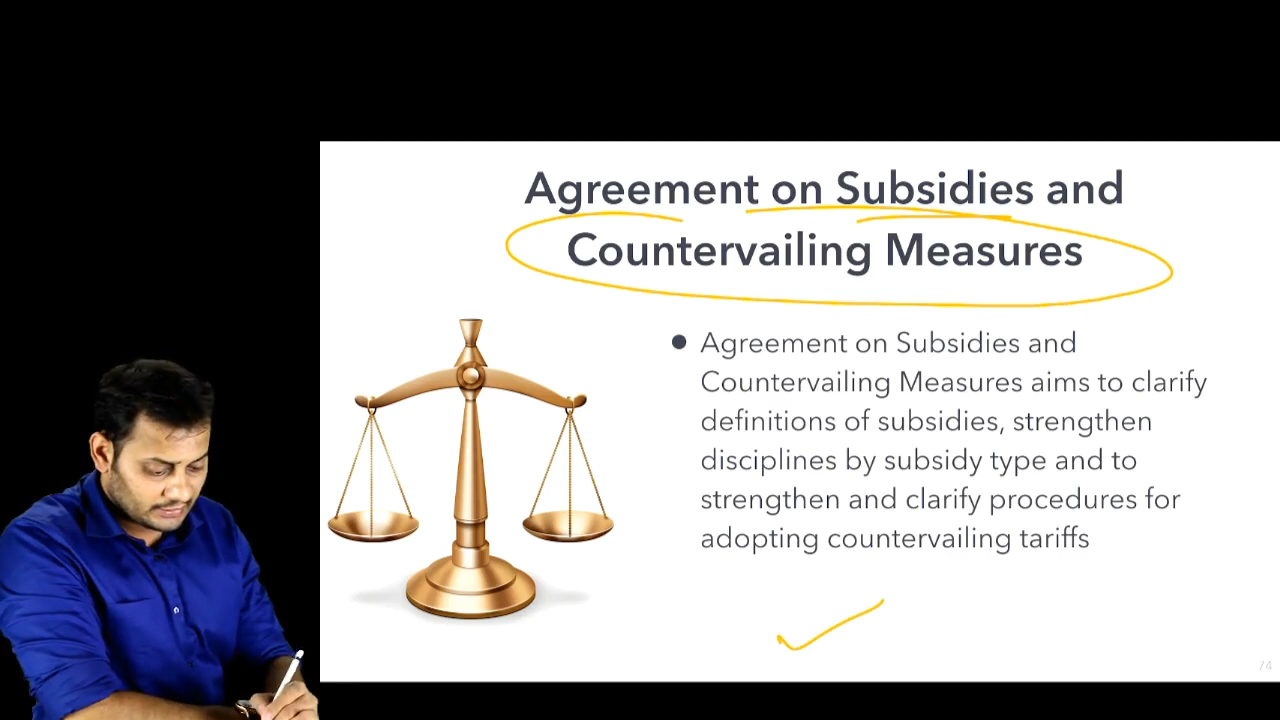 Agreement on Subsidies and
Countervailing Measures
● Agreement on Subsidies and
Countervailing Measures aims to clarify
definitions of subsidies, strengthen
disciplines by subsidy type and to
strengthen and clarify procedures for
adopting countervailing tariffs
74